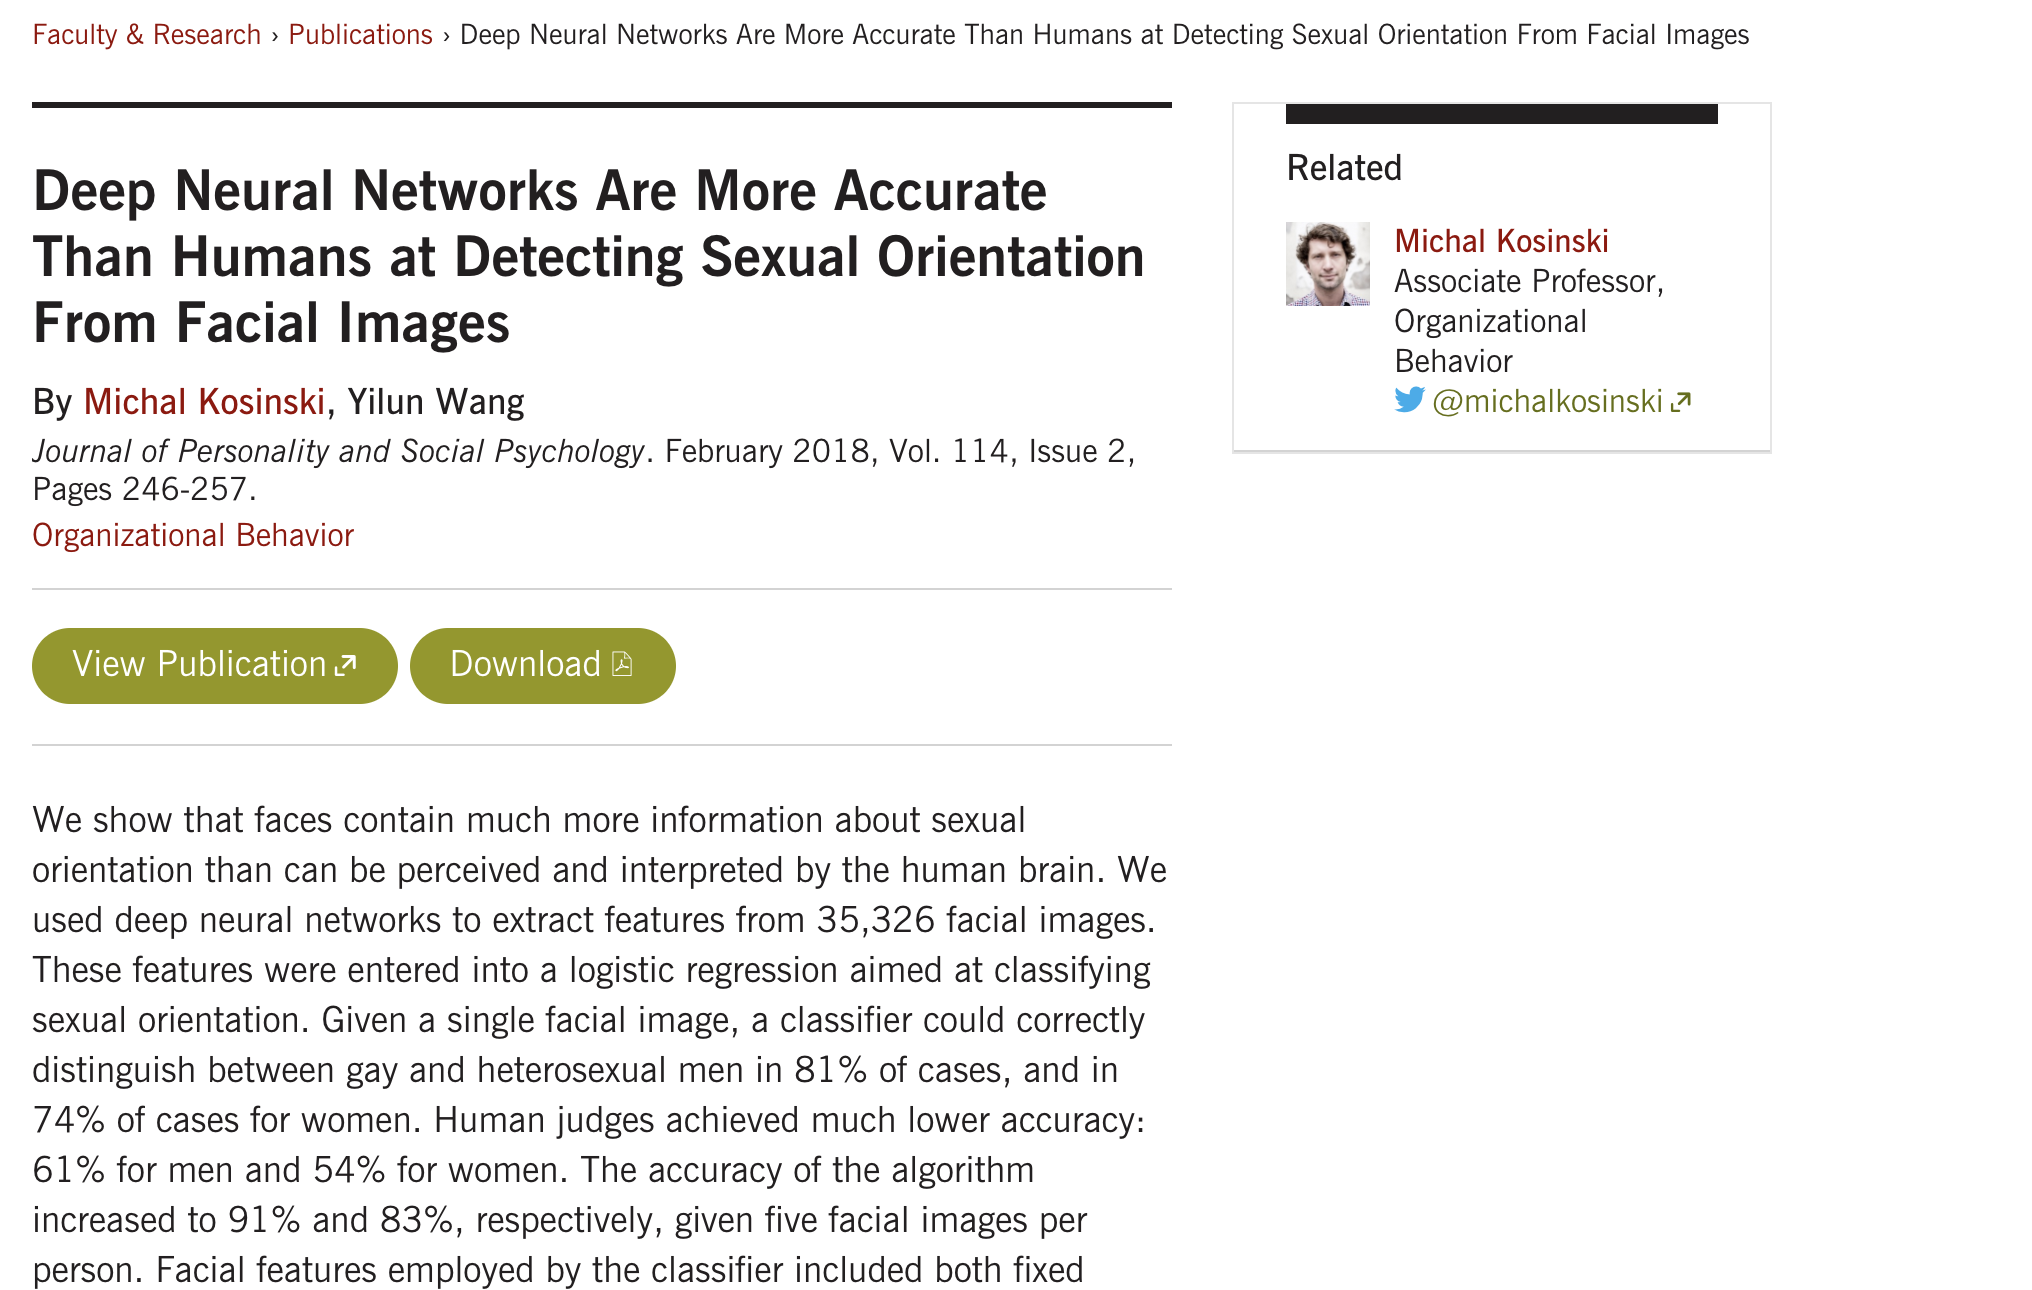 Faculty & Research › Publications › Deep Neural Networks Are More Accurate Than Humans at Detecting Sexual Orientation From Facial Images
Deep Neural Networks Are More Accurate
Than Humans at Detecting Sexual Orientation
From Facial Images
By Michal Kosinski, Yilun Wang
Journal of Personality and Social Psychology. February 2018, Vol. 114, Issue 2,
Pages 246-257.
Organizational Behavior
View Publication
Download
We show that faces contain much more information about sexual
orientation than can be perceived and interpreted by the human brain. We
used deep neural networks to extract features from 35,326 facial images.
These features were entered into a logistic regression aimed at classifying
sexual orientation. Given a single facial image, a classifier could correctly
distinguish between gay and heterosexual men in 81% of cases, and in
74% of cases for women. Human judges achieved much lower accuracy:
61% for men and 54% for women. The accuracy of the algorithm
increased to 91% and 83%, respectively, given five facial images per
person. Facial features employed by the classifier included both fixed
Related
Michal Kosinski
Associate Professor,
Organizational
Behavior
@michalkosinski